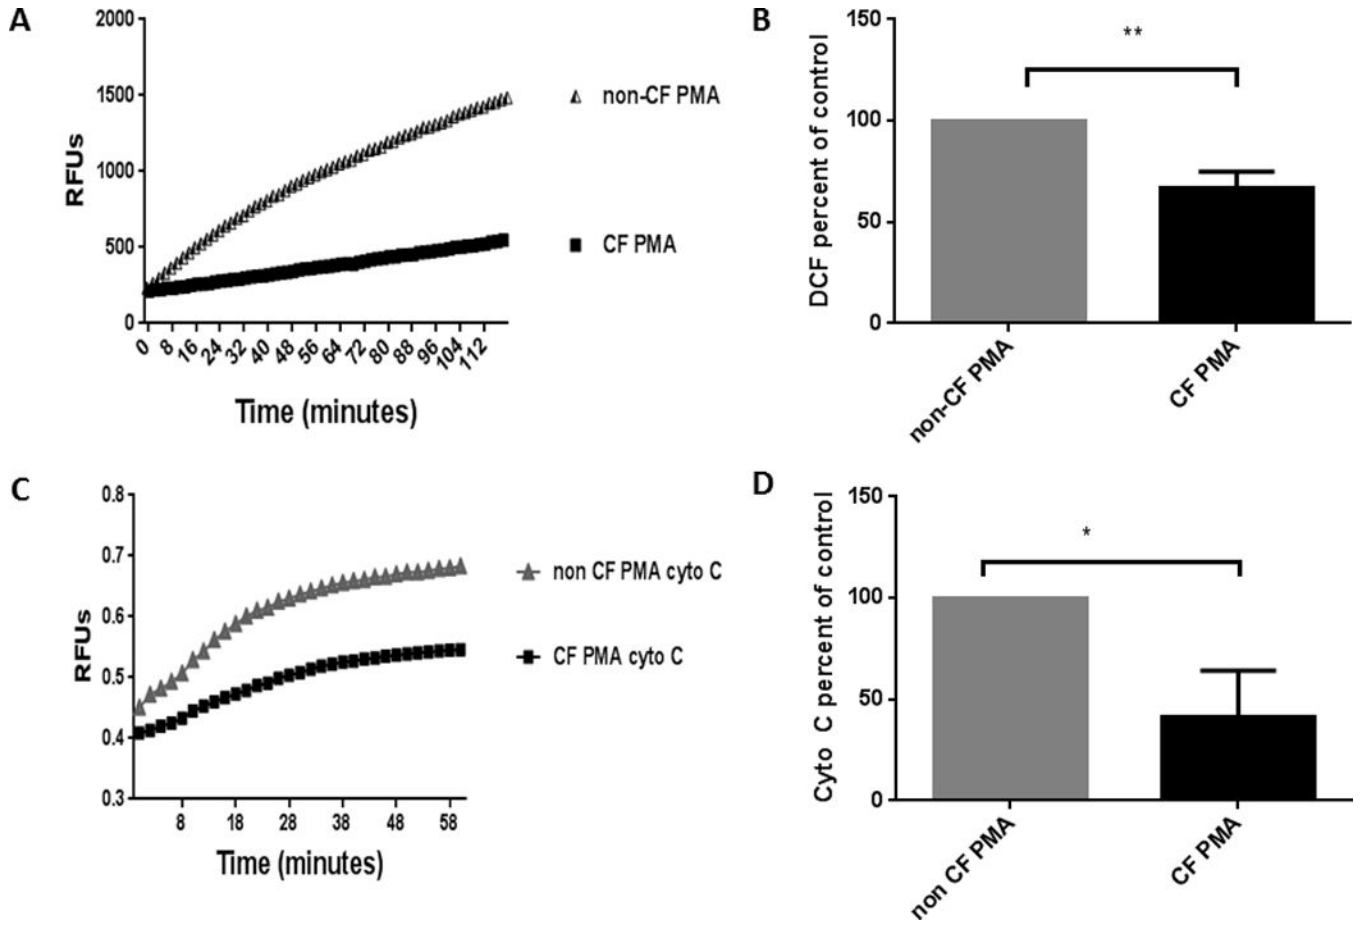 A
2000
1500
1000
500
0
RFUs
0 8 16 24 32 40 48 56 64 72 80 88 96 104 112
Time (minutes)
non-CF PMA
CF PMA
B
150
100
50
0
DCF percent of control
**
non-CF PMA
CF PMA
C
0.8
0.7
0.6
0.5
0.4
0.3
RFUs
8 18 28 38 48 58
Time (minutes)
non CF PMA cyto C
CF PMA cyto C
D
150
100
50
0
Cyto C percent of control
*
non CF PMA
CF PMA